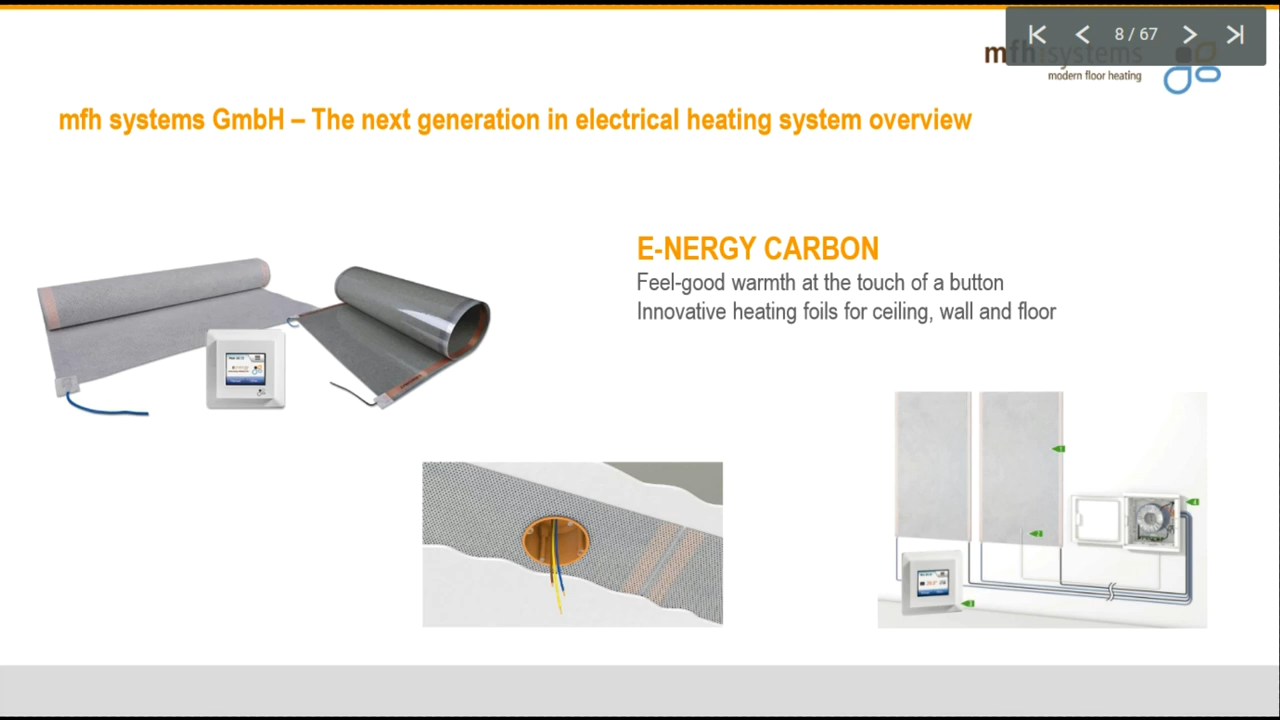 8 / 67
mfh systems
modern floor heating
mfh systems GmbH – The next generation in electrical heating system overview
E-NERGY CARBON
Feel-good warmth at the touch of a button
Innovative heating foils for ceiling, wall and floor